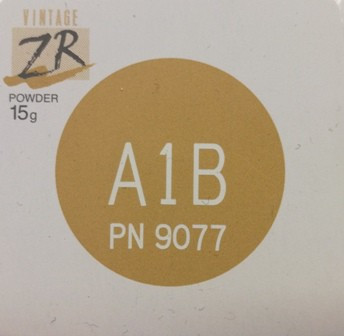 VINTAGE
ZR
POWDER
15g
A1B
PN 9077